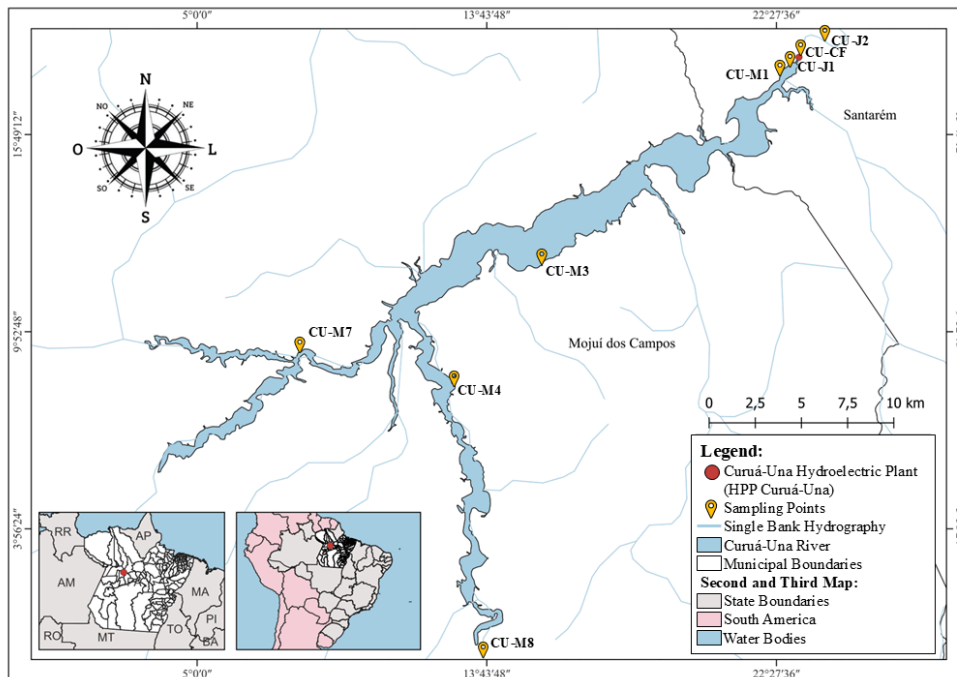 5°0′0″ 13°43′48″ 22°27′36″
CU-J2
CU-CF
CU-J1
CU-M1
Santarém
N
NO NE
O L
SO SE
S
15°49′12″
CU-M3
9°52′48″
CU-M7
Mojuí dos Campos
CU-M4
0 2,5 5 7,5 10 km
Legend:
Curuá-Una Hydroelectric Plant
(HPP Curuá-Una)
Sampling Points
Single Bank Hydrography
Curuá-Una River
Municipal Boundaries
Second and Third Map:
State Boundaries
South America
Water Bodies
3°56′24″
RR AP
AM MA
PI
RO MT TO BA
CU-M8
5°0′0″ 13°43′48″ 22°27′36″